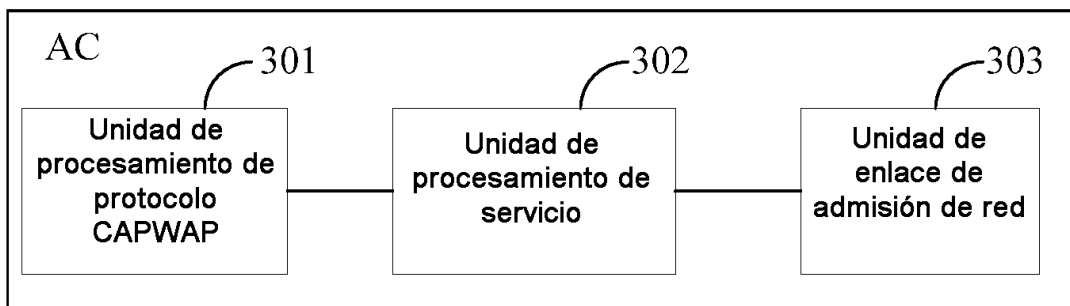 AC
301
302
303
Unidad de
procesamiento de
protocolo
CAPWAP
Unidad de
procesamiento de
servicio
Unidad de
enlace de
admisión de red